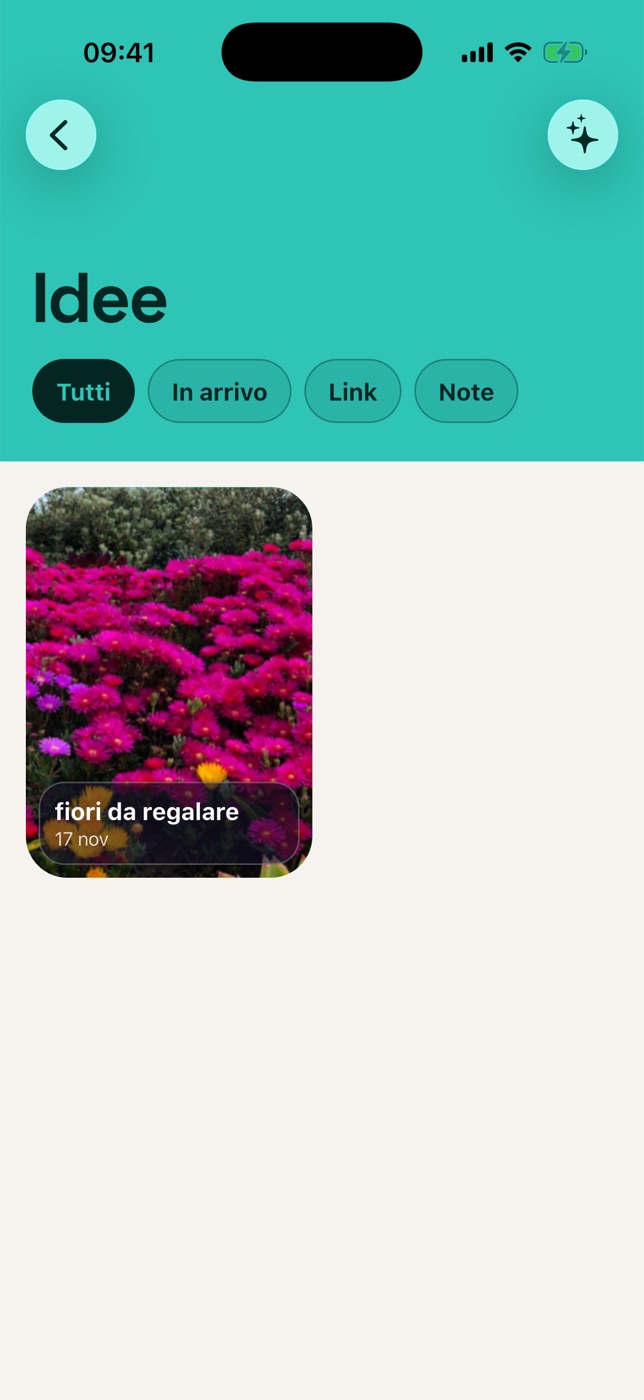 09:41
Idee
Tutti
In arrivo
Link
Note
fiori da regalare
17 nov